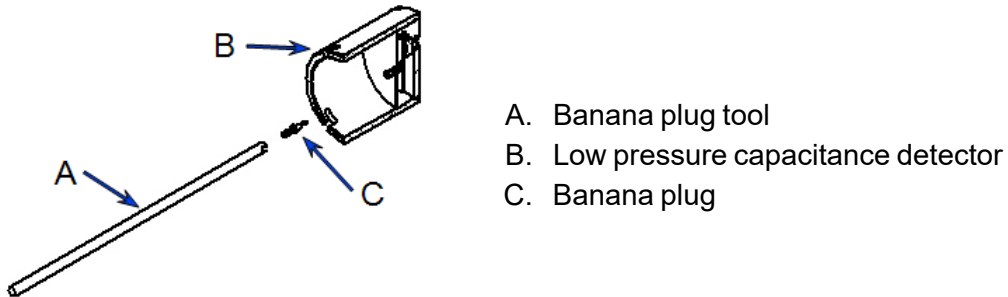 B
A
C
A. Banana plug tool
B. Low pressure capacitance detector
C. Banana plug